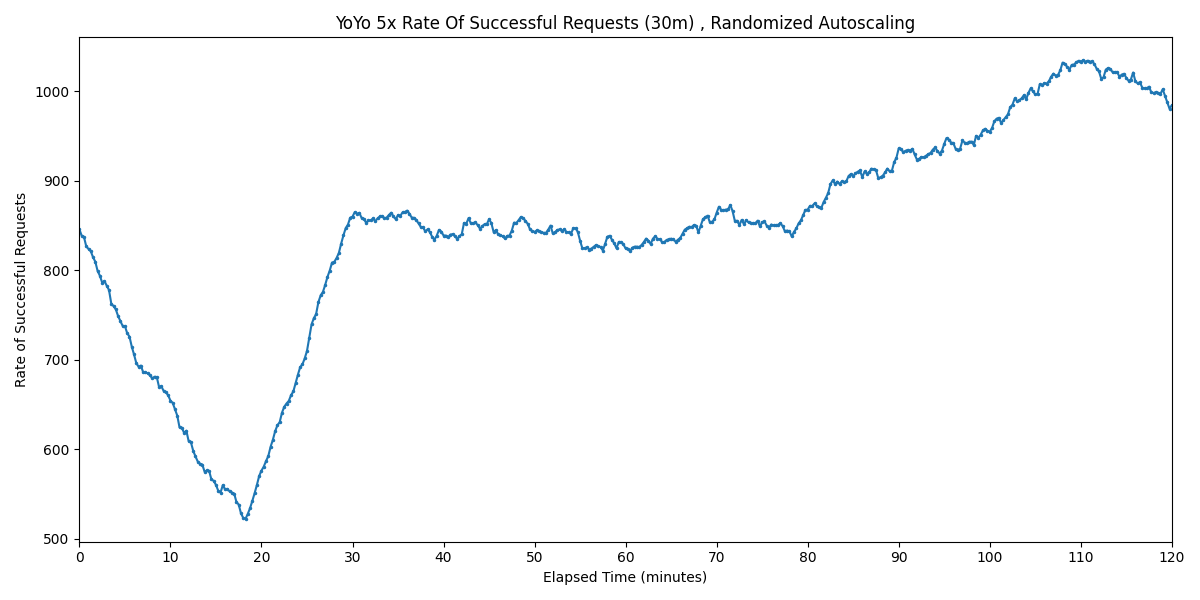 YoYo 5x Rate Of Successful Requests (30m) , Randomized Autoscaling
Rate of Successful Requests
1000
900
800
700
600
500
0 10 20 30 40 50 60 70 80 90 100 110 120
Elapsed Time (minutes)